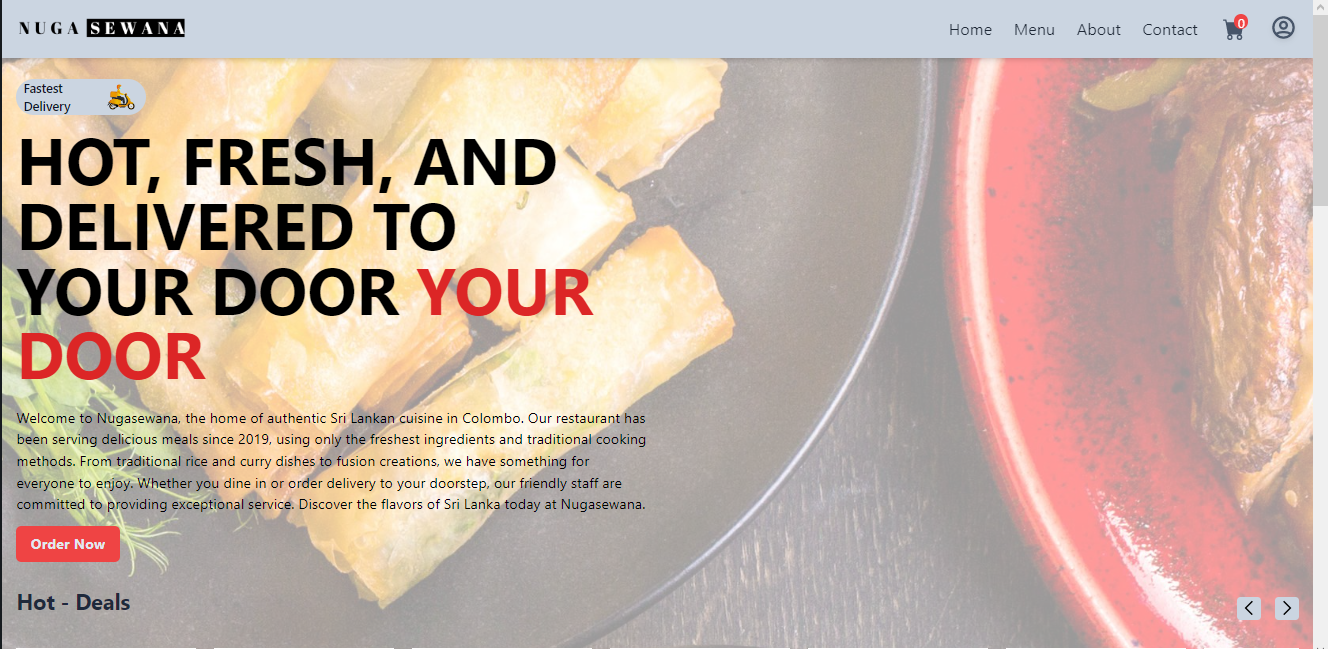 NUGA SEWANA
Home Menu About Contact 0
Fastest
Delivery
HOT, FRESH, AND
DELIVERED TO
YOUR DOOR YOUR
DOOR
Welcome to Nugasewana, the home of authentic Sri Lankan cuisine in Colombo. Our restaurant has
been serving delicious meals since 2019, using only the freshest ingredients and traditional cooking
methods. From traditional rice and curry dishes to fusion creations, we have something for
everyone to enjoy. Whether you dine in or order delivery to your doorstep, our friendly staff are
committed to providing exceptional service. Discover the flavors of Sri Lanka today at Nugasewana.
Order Now
Hot - Deals